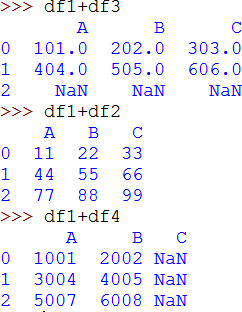 >>> df1+df3
A B C
0 101.0 202.0 303.0
1 404.0 505.0 606.0
2 NaN NaN NaN
>>> df1+df2
A B C
0 11 22 33
1 44 55 66
2 77 88 99
>>> df1+df4
A B C
0 1001 2002 NaN
1 3004 4005 NaN
2 5007 6008 NaN